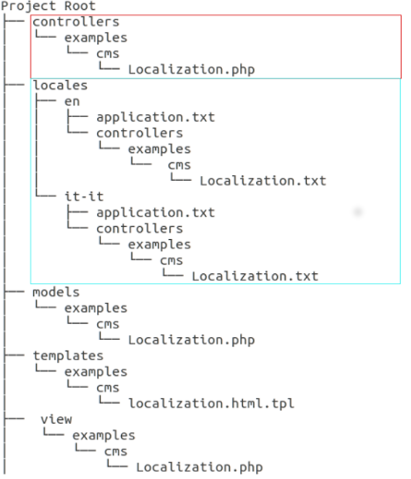 Project Root
├── controllers
│   └── examples
│       └── cms
│           └── Localization.php
├── locales
│   ├── en
│   │   ├── application.txt
│   │   └── controllers
│   │       └── examples
│   │           └── cms
│   │               └── Localization.txt
│   └── it-it
│       ├── application.txt
│       └── controllers
│           └── examples
│               └── cms
│                   └── Localization.txt
├── models
│   └── examples
│       └── cms
│           └── Localization.php
├── templates
│   └── examples
│       └── cms
│           └── localization.html.tpl
├── view
│   └── examples
│       └── cms
│           └── Localization.php